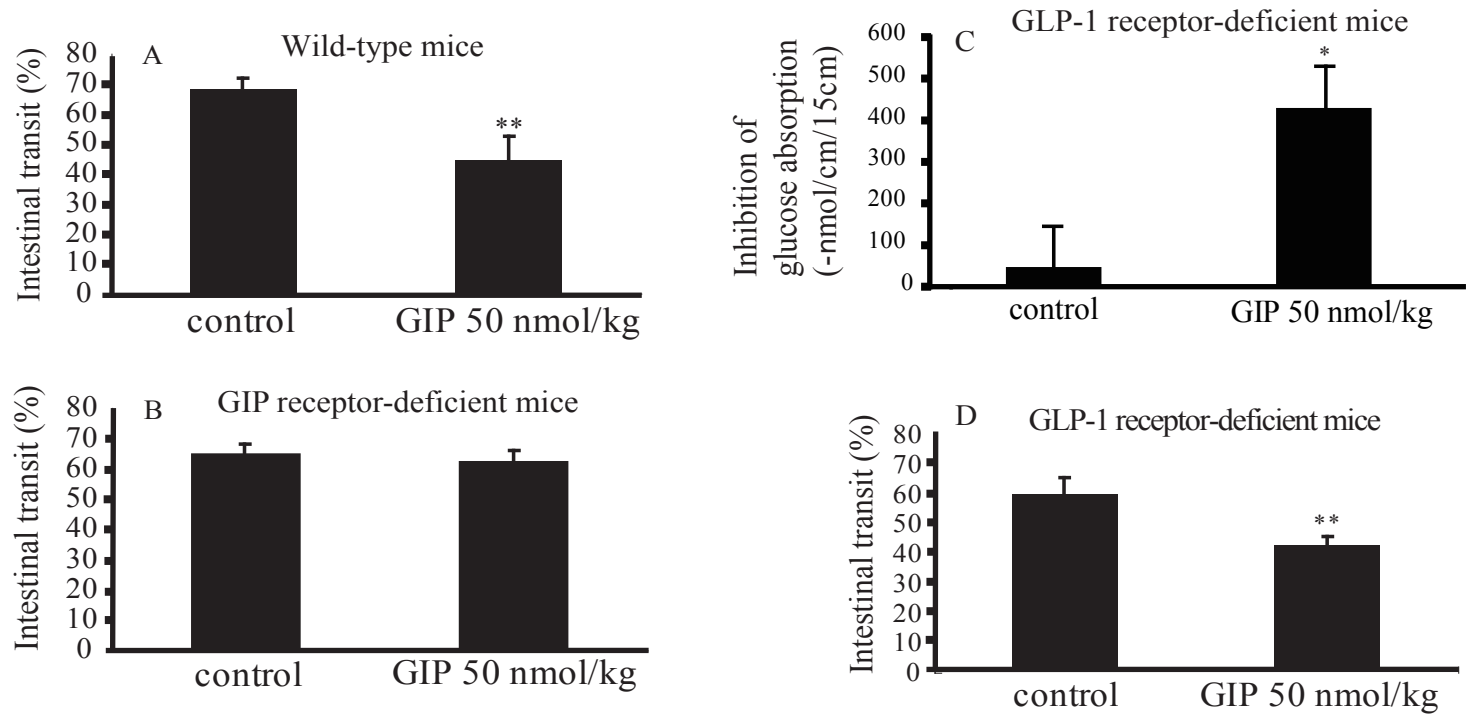 A
Wild-type mice
Intestinal transit (%)
80
70
60
50
40
30
20
10
0
**
control
GIP 50 nmol/kg
B
GIP receptor-deficient mice
Intestinal transit (%)
80
70
60
50
40
30
20
10
0
control
GIP 50 nmol/kg
C
GLP-1 receptor-deficient mice
Inhibition of
glucose absorption
(-nmol/cm/15cm)
600
500
400
300
200
100
0
*
control
GIP 50 nmol/kg
D
GLP-1 receptor-deficient mice
Intestinal transit (%)
80
70
60
50
40
30
20
10
0
**
control
GIP 50 nmol/kg